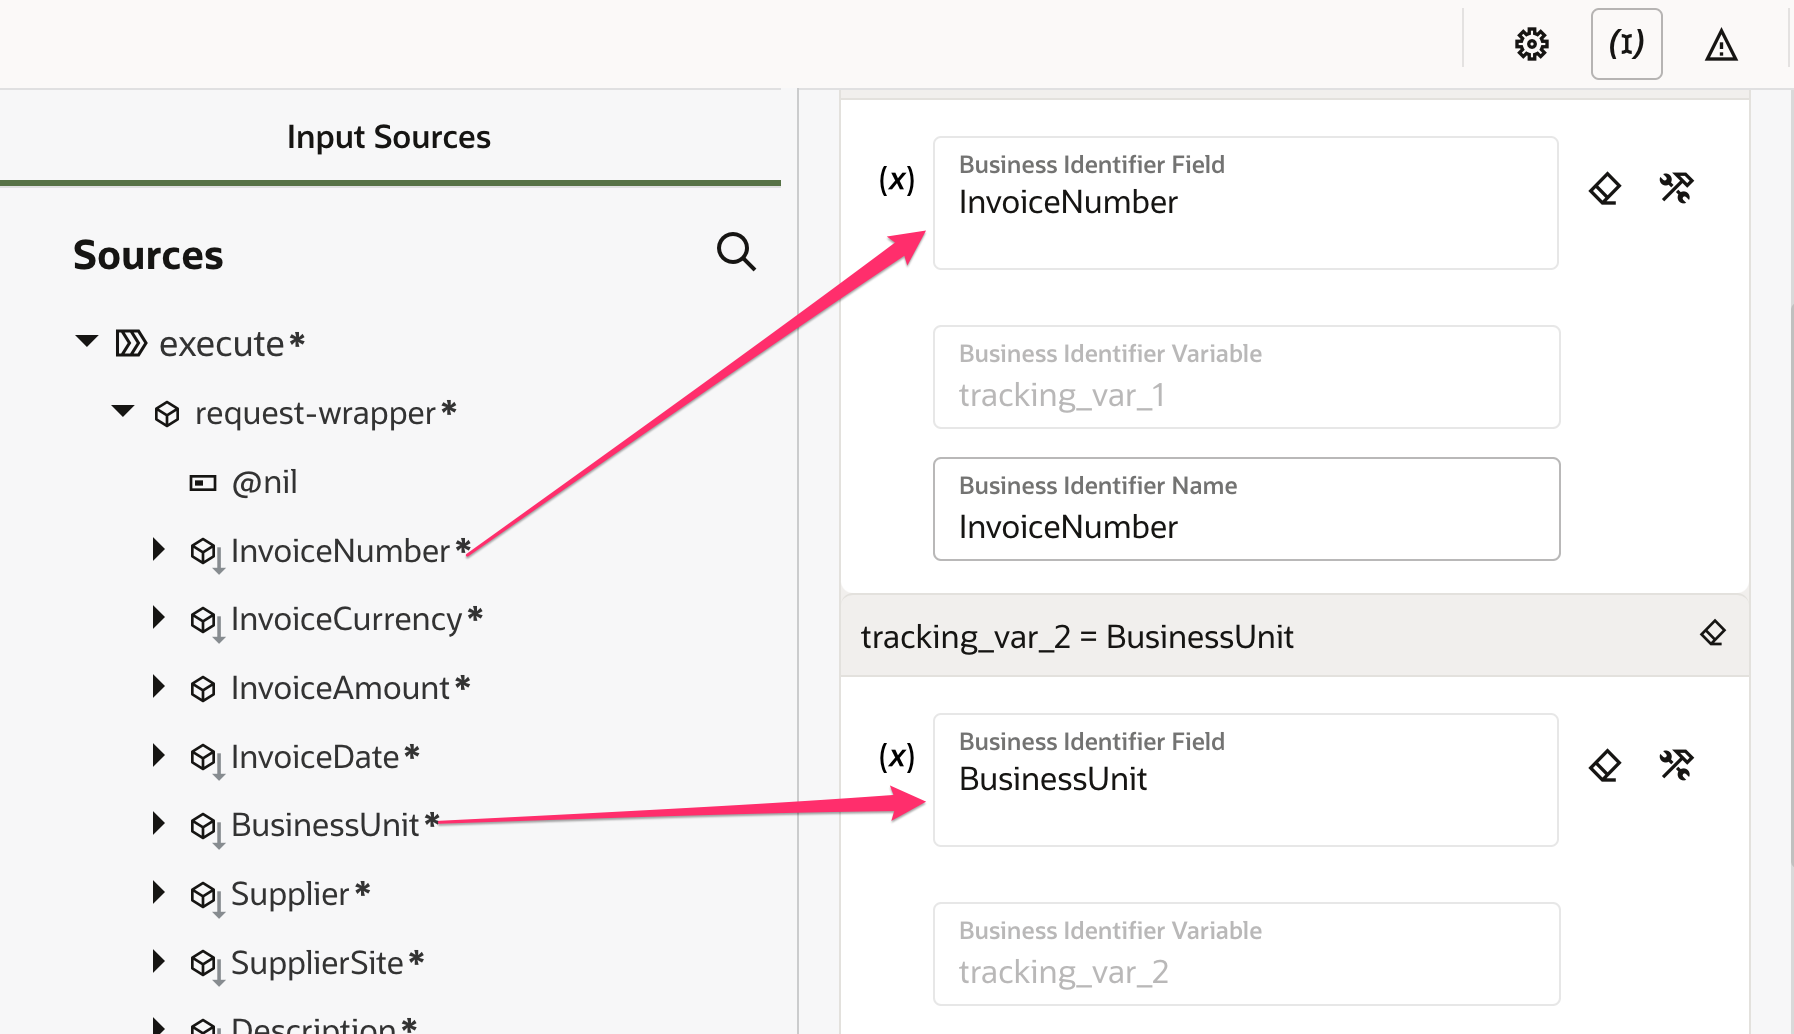 Input Sources
Sources
execute*
request-wrapper*
@nil
InvoiceNumber*
InvoiceCurrency*
InvoiceAmount*
InvoiceDate*
BusinessUnit*
Supplier*
SupplierSite*
Description*
(x)
Business Identifier Field
InvoiceNumber
Business Identifier Variable
tracking_var_1
Business Identifier Name
InvoiceNumber
tracking_var_2 = BusinessUnit
(x)
Business Identifier Field
BusinessUnit
Business Identifier Variable
tracking_var_2